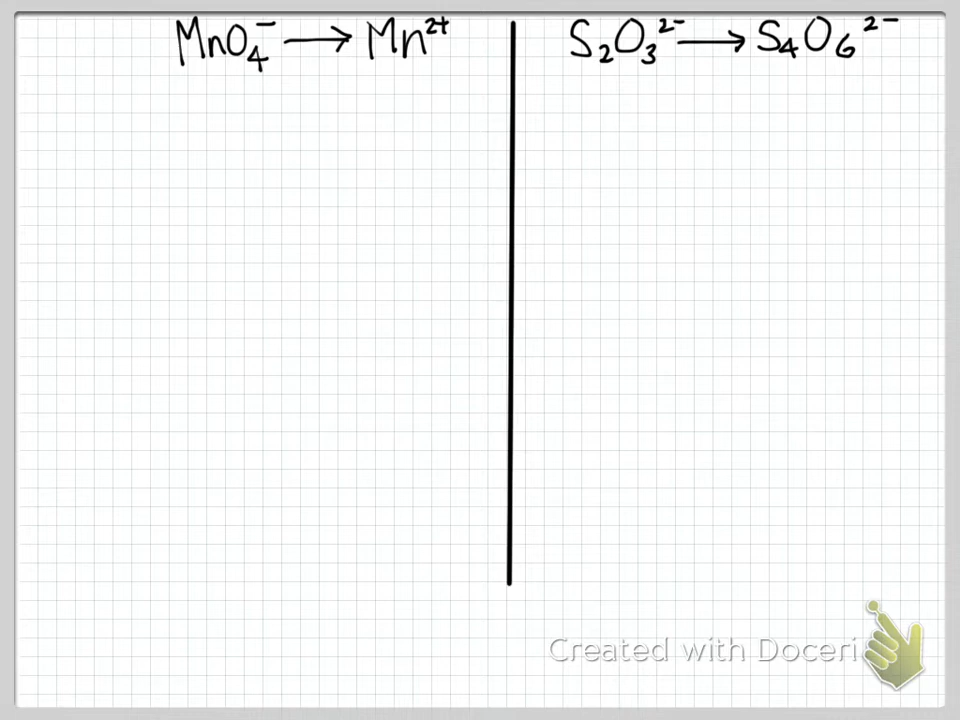 MnO₄⁻ → Mn²⁺
S₂O₃²⁻ → S₄O₆²⁻
Created with Doceri